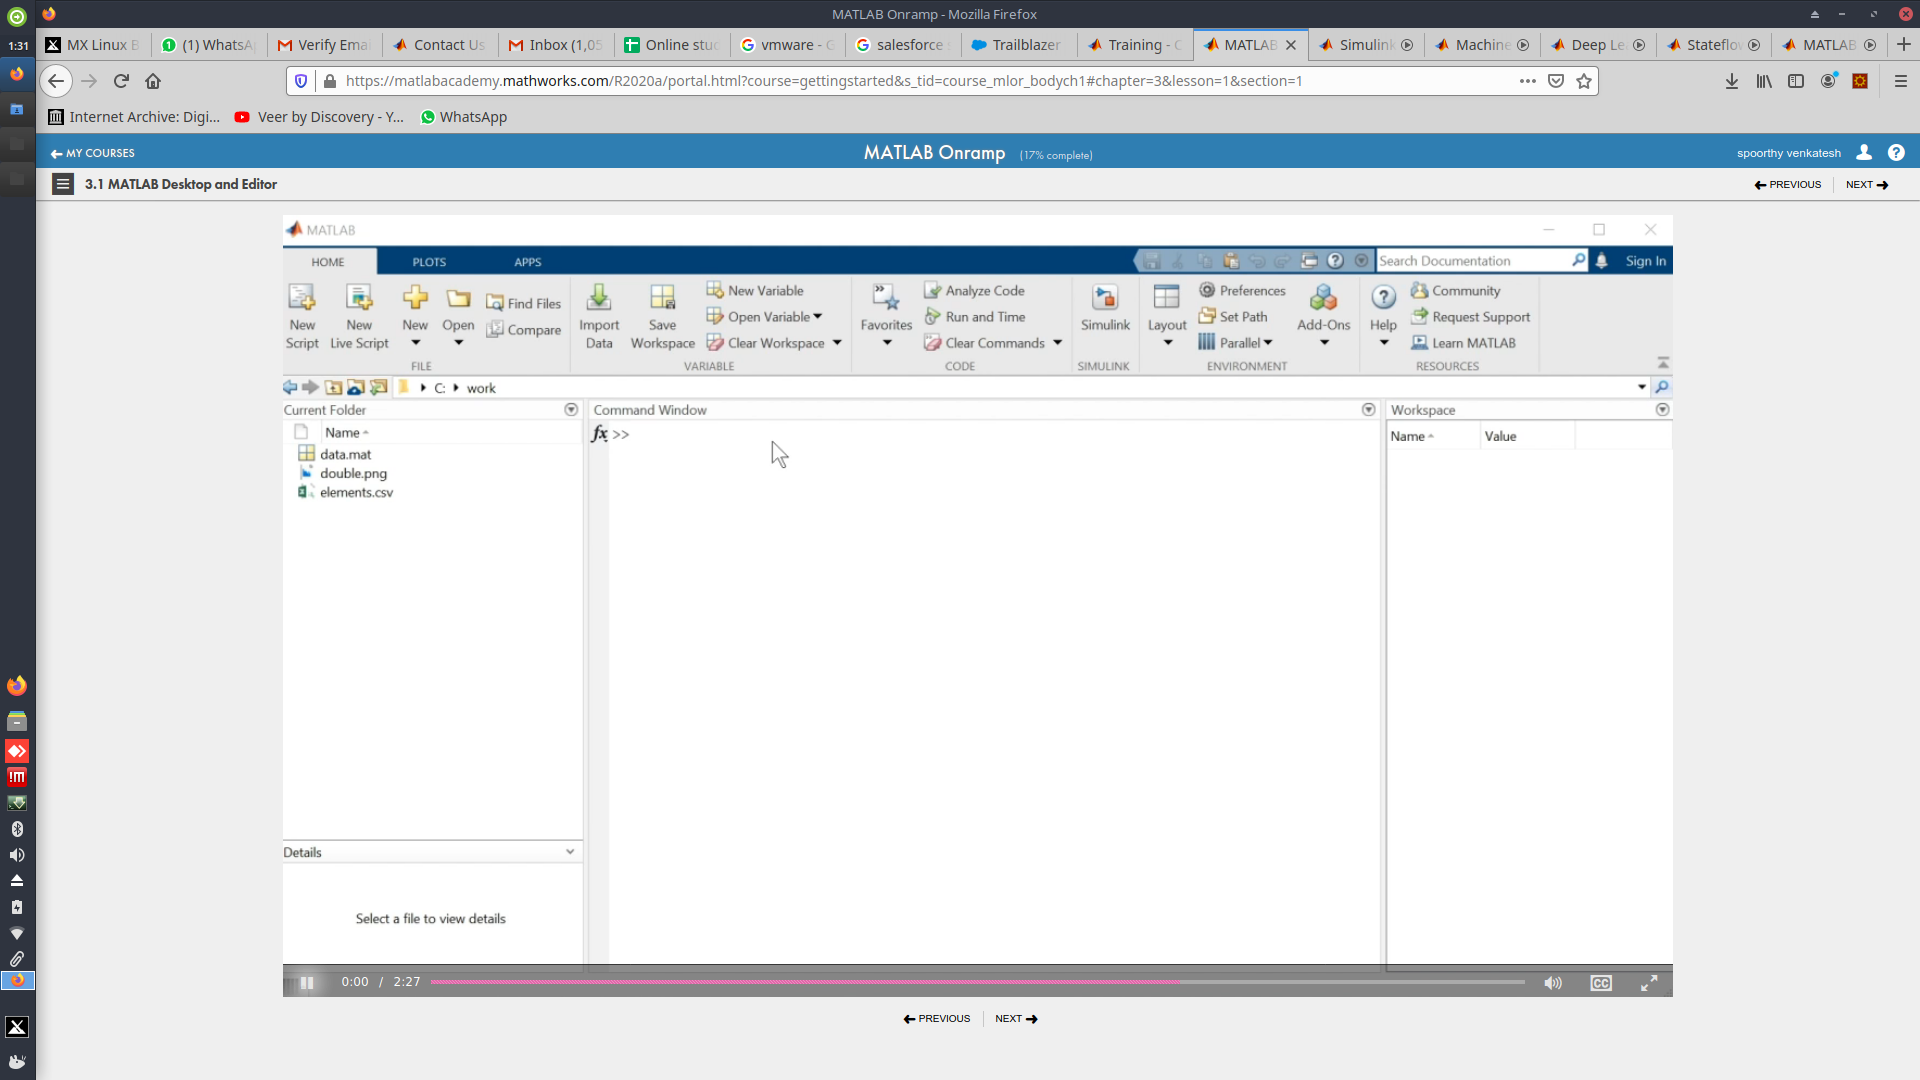 MATLAB Onramp - Mozilla Firefox
1:31
MX Linux
(1) WhatsA
Verify Emai
Contact Us
Inbox (1,05
Online stud
vmware - G
salesforce
Trailblazer
Training - C
MATLAB
Simulink
Machine
Deep Le
Stateflow
MATLAB
https://matlabacademy.mathworks.com/R2020a/portal.html?course=gettingstarted&s_tid=course_mlor_bodych1#chapter=3&lesson=1&section=1
Internet Archive: Digi...
Veer by Discovery - Y...
WhatsApp
MY COURSES
MATLAB Onramp (17% complete)
spoorthy venkatesh
3.1 MATLAB Desktop and Editor
PREVIOUS
NEXT
MATLAB
HOME
PLOTS
APPS
Search Documentation
Sign In
New Script
New Live Script
New
Open
Find Files
Compare
FILE
Import Data
Save Workspace
New Variable
Open Variable
Clear Workspace
VARIABLE
Favorites
Analyze Code
Run and Time
Clear Commands
CODE
Simulink
SIMULINK
Layout
Preferences
Set Path
Parallel
Add-Ons
ENVIRONMENT
Help
Community
Request Support
Learn MATLAB
RESOURCES
C:
work
Current Folder
Command Window
Workspace
Name
fx >>
Name
Value
data.mat
double.png
elements.csv
Details
Select a file to view details
0:00 / 2:27
CC
PREVIOUS
NEXT